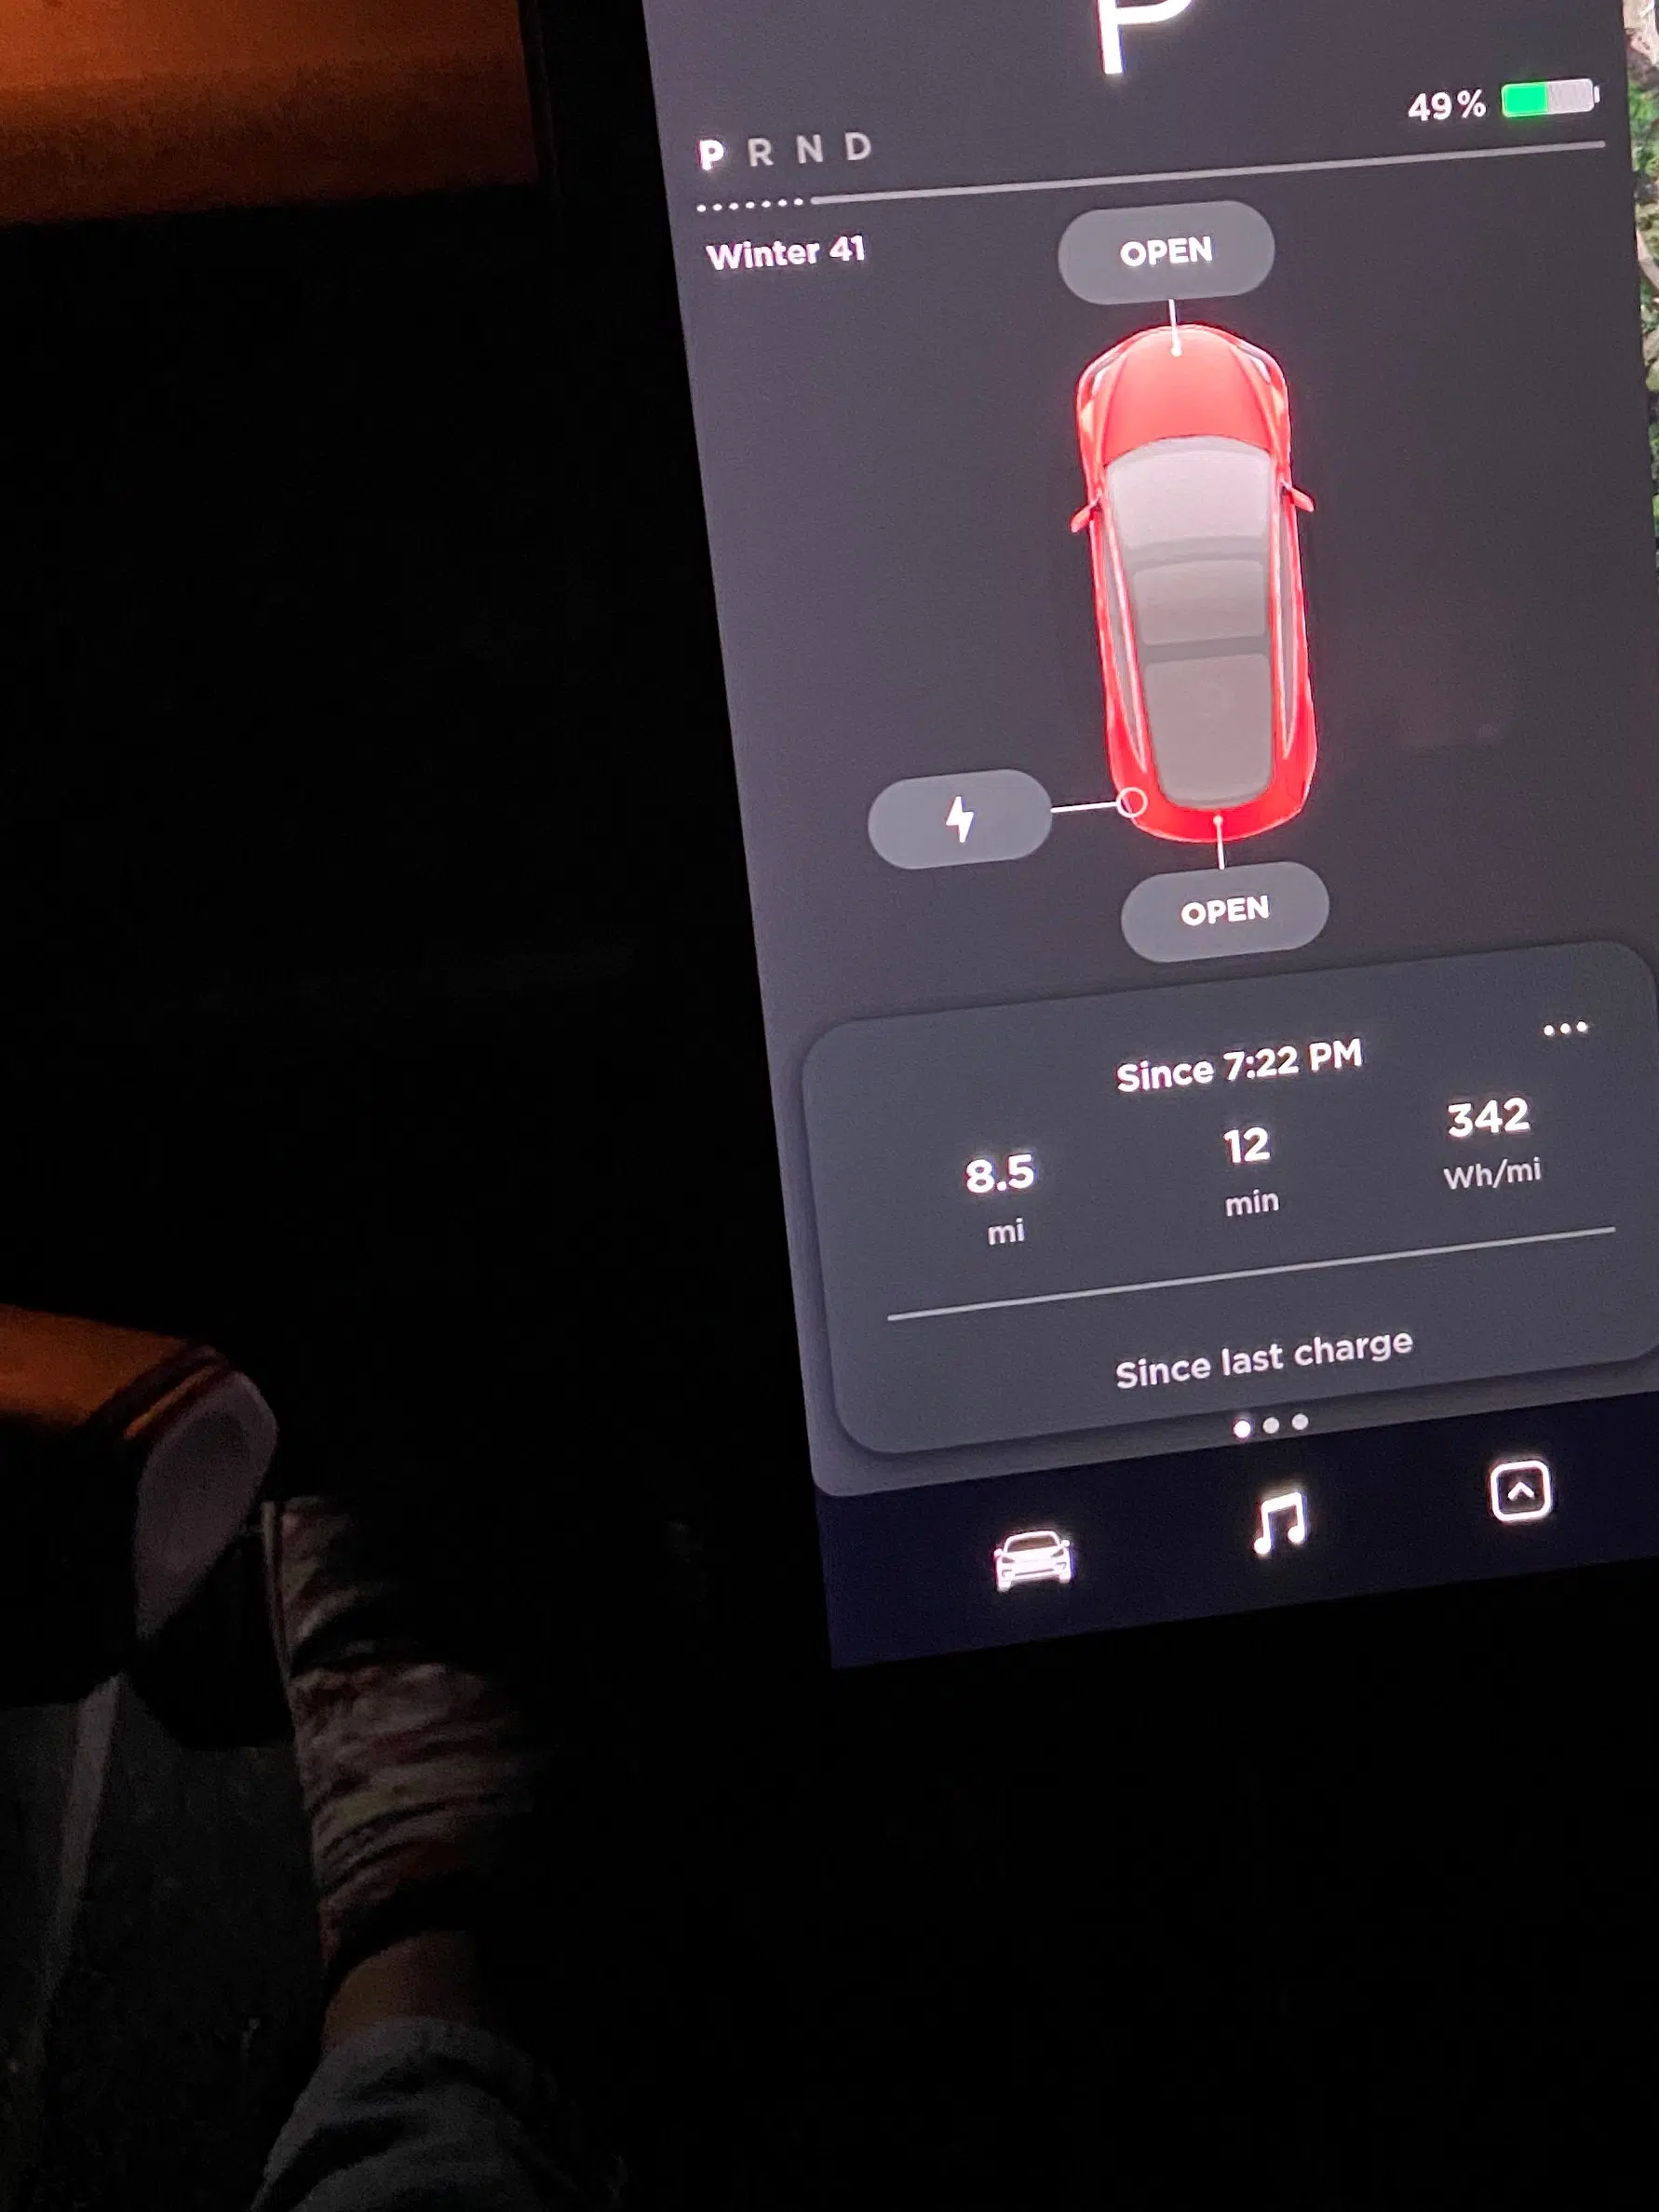 P
49%
P R N D
Winter 41
OPEN
OPEN
Since 7:22 PM
8.5 12 342
mi min Wh/mi
Since last charge